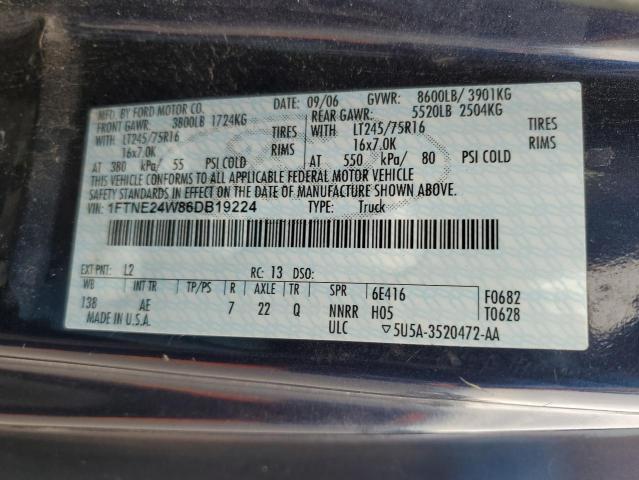 MFD. BY FORD MOTOR CO. DATE: 09/06 GVWR: 8600LB/ 3901KG
FRONT GAWR: 3800LB 1724KG REAR GAWR: 5520LB 2504KG
WITH LT245/75R16 TIRES WITH LT245/75R16 TIRES
16x7.0K RIMS 16x7.0K RIMS
AT 380 kPa/ 55 PSI COLD AT 550 kPa/ 80 PSI COLD
THIS VEHICLE CONFORMS TO ALL APPLICABLE FEDERAL MOTOR VEHICLE
SAFETY STANDARDS IN EFFECT ON THE DATE OF MANUFACTURE SHOWN ABOVE.
VIN: 1FTNE24W86DB19224 TYPE: Truck
EXT PNT: L2 RC: 13 DSO:
WB INT TR TP/PS R AXLE TR SPR 6E416 F0682
138 AE 7 22 Q NNRR H05 T0628
MADE IN U.S.A. ULC ▽5U5A-3520472-AA